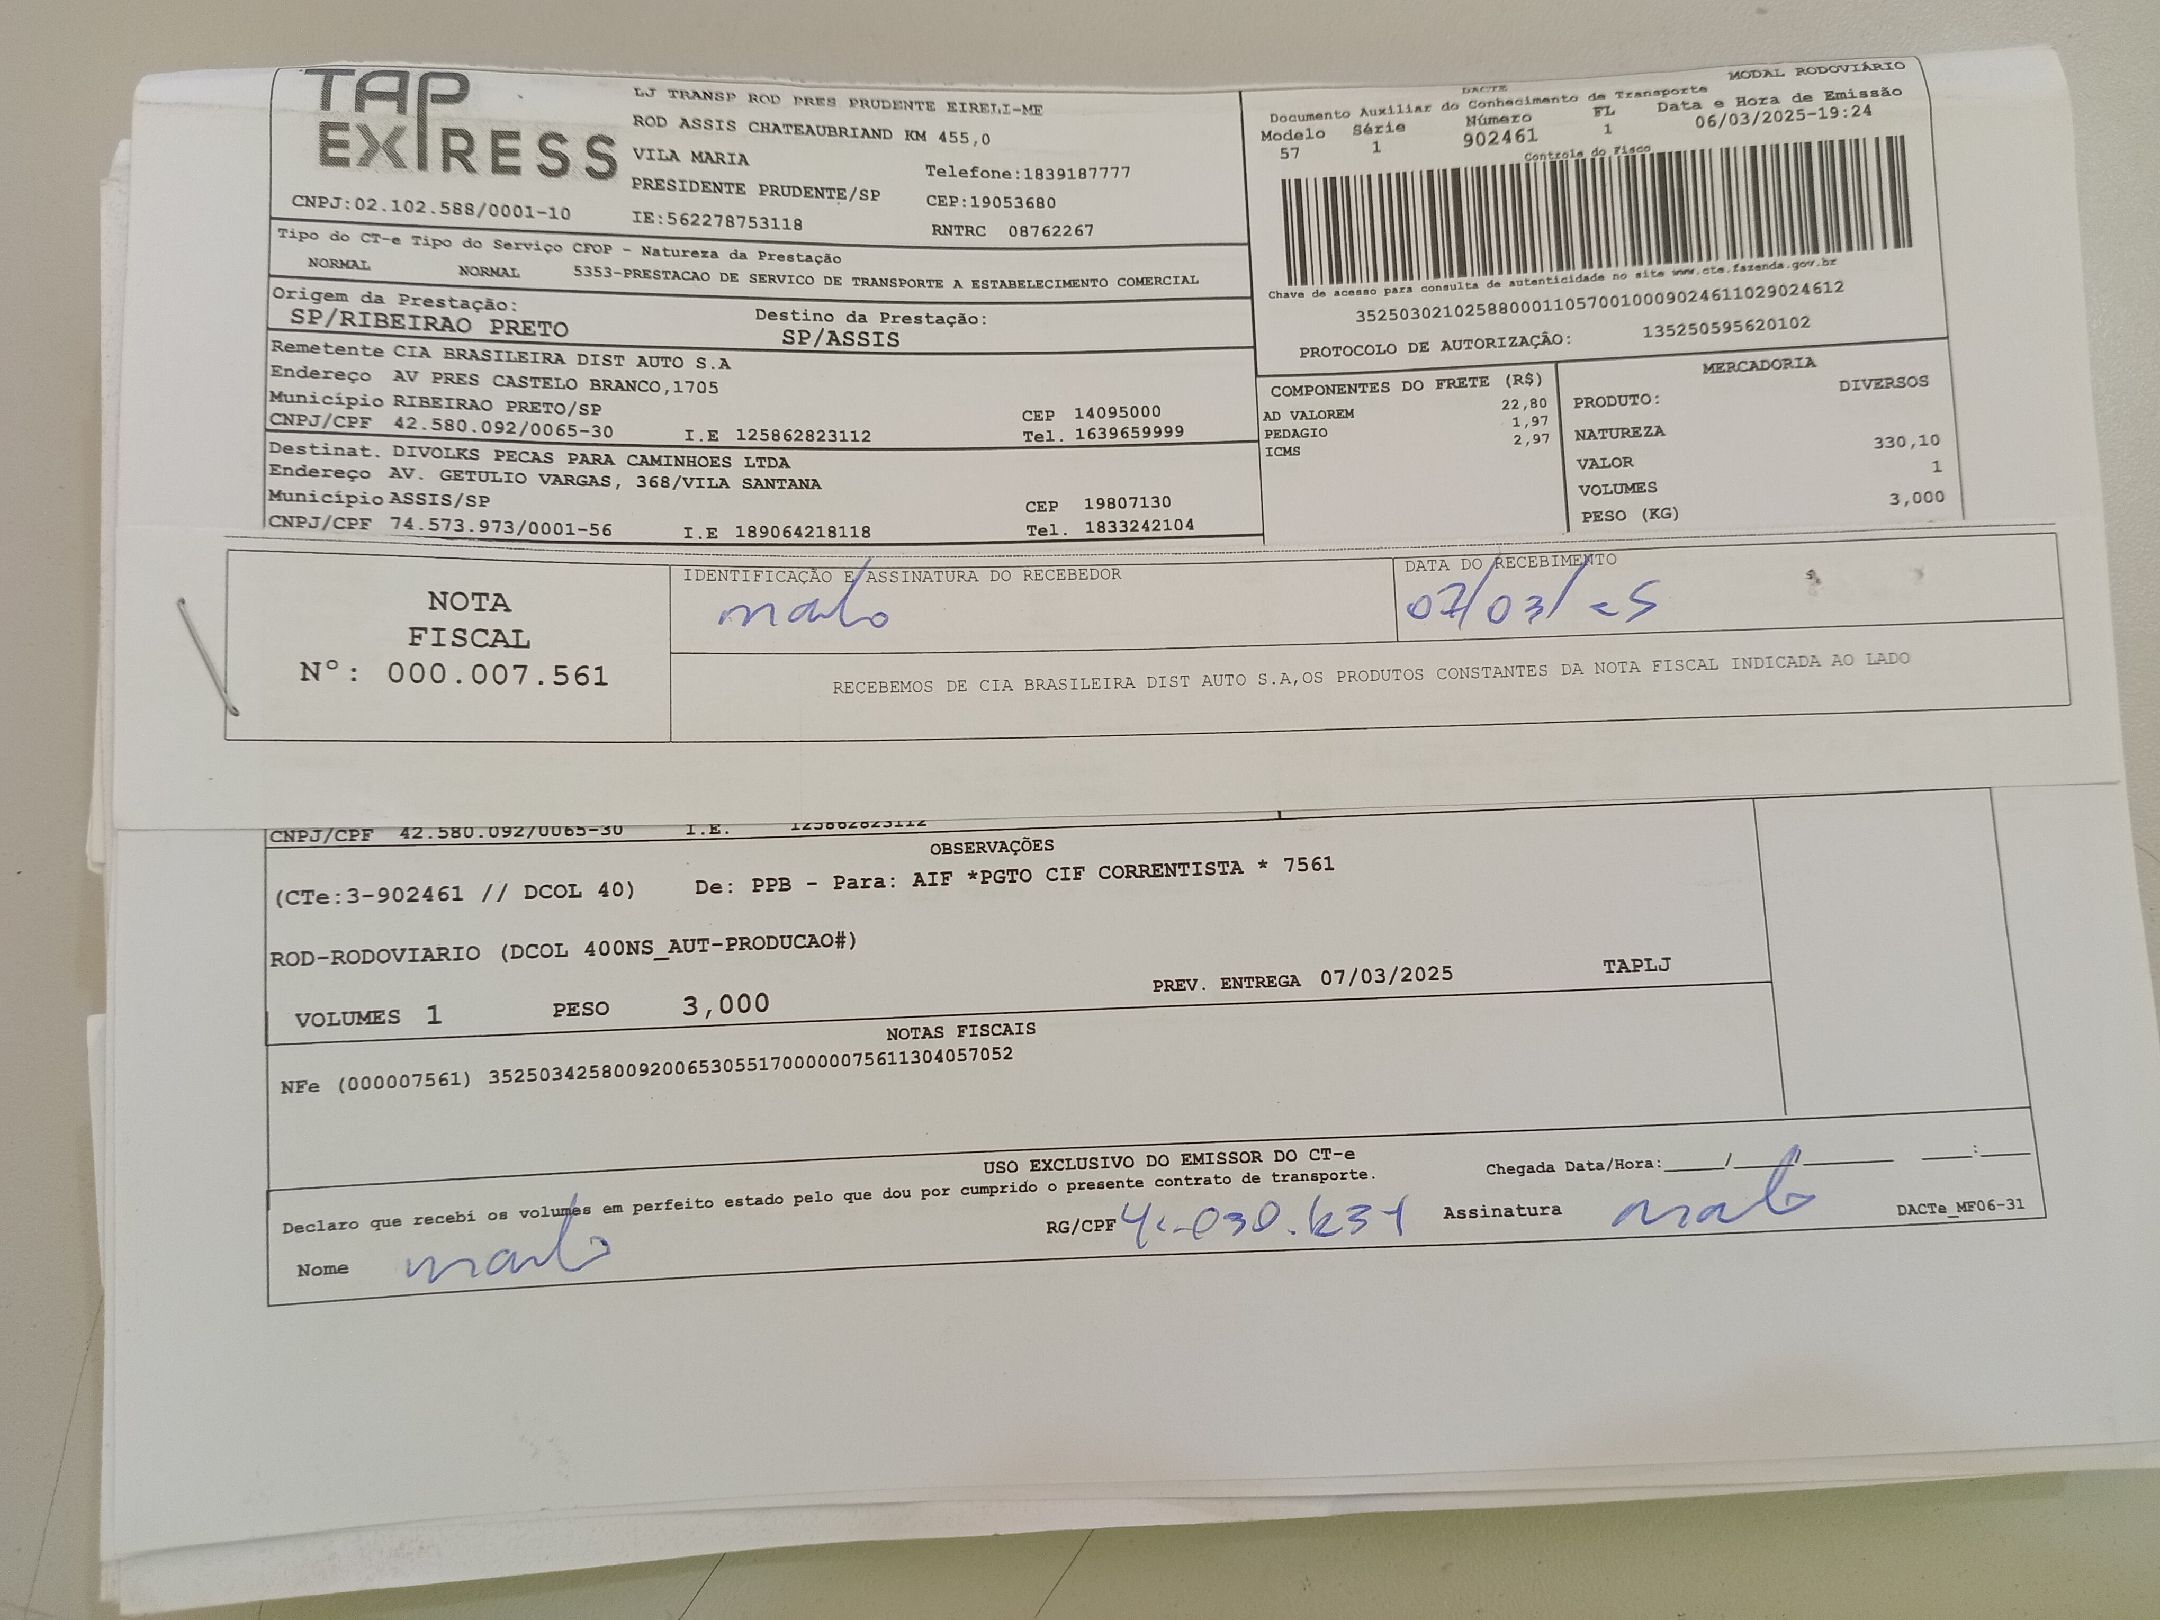 TAP EXPRESS
CNPJ:02.102.588/0001-10
LJ TRANSP ROD PRES PRUDENTE EIRELI-ME
ROD ASSIS CHATEAUBRIAND KM 455,0
VILA MARIA
Telefone:1839187777
PRESIDENTE PRUDENTE/SP
CEP:19053680
IE:562278753118
RNTRC 08762267
Tipo do CT-e Tipo do Serviço CFOP - Natureza da Prestação
NORMAL NORMAL 5353-PRESTACAO DE SERVICO DE TRANSPORTE A ESTABELECIMENTO COMERCIAL
Origem da Prestação:
SP/RIBEIRAO PRETO
Destino da Prestação:
SP/ASSIS
Remetente CIA BRASILEIRA DIST AUTO S.A
Endereço AV PRES CASTELO BRANCO,1705
Município RIBEIRAO PRETO/SP
CEP 14095000
CNPJ/CPF 42.580.092/0065-30 I.E 125862823112 Tel. 1639659999
Destinat. DIVOLKS PECAS PARA CAMINHOES LTDA
Endereço AV. GETULIO VARGAS, 368/VILA SANTANA
Município ASSIS/SP
CEP 19807130
CNPJ/CPF 74.573.973/0001-56 I.E 189064218118 Tel. 1833242104
DACTE
MODAL RODOVIÁRIO
Documento Auxiliar do Conhecimento de Transporte
Modelo Série Número FL Data e Hora de Emissão
57 1 902461 1 06/03/2025-19:24
Controle do Fisco
Chave de acesso para consulta de autenticidade no site www.cte.fazenda.gov.br
35250302102588000110570010009024611029024612
PROTOCOLO DE AUTORIZAÇÃO: 135250595620102
COMPONENTES DO FRETE (R$)
AD VALOREM 22,80
PEDAGIO 1,97
ICMS 2,97
MERCADORIA
PRODUTO: DIVERSOS
NATUREZA
VALOR 330,10
VOLUMES 1
PESO (KG) 3,000
NOTA
FISCAL
Nº: 000.007.561
IDENTIFICAÇÃO E ASSINATURA DO RECEBEDOR
DATA DO RECEBIMENTO
07/03/25
RECEBEMOS DE CIA BRASILEIRA DIST AUTO S.A,OS PRODUTOS CONSTANTES DA NOTA FISCAL INDICADA AO LADO
CNPJ/CPF 42.580.092/0065-30 I.E. 125862823112
OBSERVAÇÕES
(CTe:3-902461 // DCOL 40) De: PPB - Para: AIF *PGTO CIF CORRENTISTA * 7561
ROD-RODOVIARIO (DCOL 400NS_AUT-PRODUCAO#)
VOLUMES 1 PESO 3,000 PREV. ENTREGA 07/03/2025 TAPLJ
NOTAS FISCAIS
NFe (000007561) 35250342580092006530551700000075611304057052
USO EXCLUSIVO DO EMISSOR DO CT-e
Declaro que recebi os volumes em perfeito estado pelo que dou por cumprido o presente contrato de transporte.
Chegada Data/Hora:____/____/______ ___:___
Nome
RG/CPF
Assinatura
DACTe_MF06-31